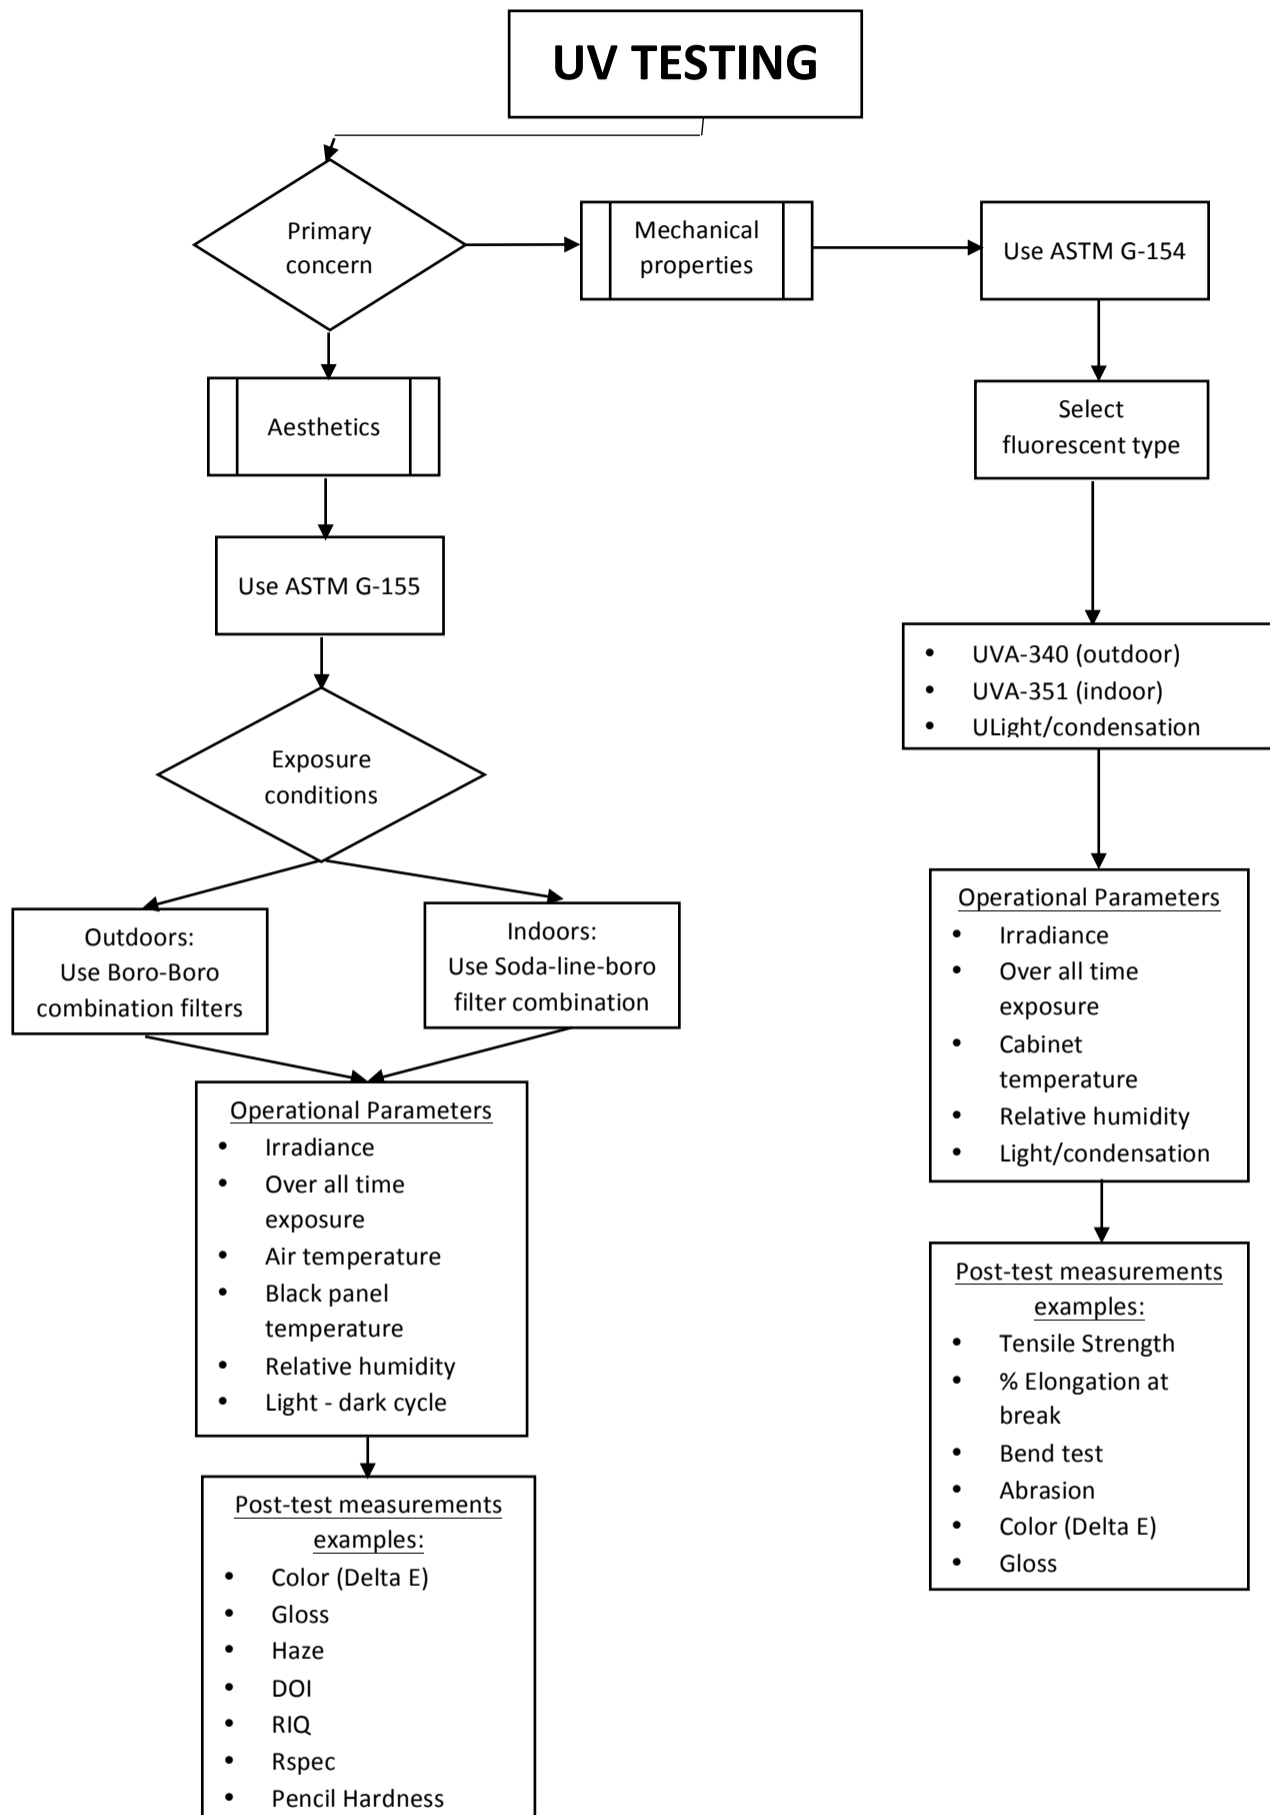 UV TESTING
Primary
concern
Mechanical
properties
Use ASTM G-154
Aesthetics
Select
fluorescent type
Use ASTM G-155
• UVA-340 (outdoor)
• UVA-351 (indoor)
• ULight/condensation
Exposure
conditions
Outdoors:
Use Boro-Boro
combination filters
Indoors:
Use Soda-line-boro
filter combination
Operational Parameters
• Irradiance
• Over all time
exposure
• Cabinet
temperature
• Relative humidity
• Light/condensation
Operational Parameters
• Irradiance
• Over all time
exposure
• Air temperature
• Black panel
temperature
• Relative humidity
• Light - dark cycle
Post-test measurements
examples:
• Tensile Strength
• % Elongation at
break
• Bend test
• Abrasion
• Color (Delta E)
• Gloss
Post-test measurements
examples:
• Color (Delta E)
• Gloss
• Haze
• DOI
• RIQ
• Rspec
• Pencil Hardness